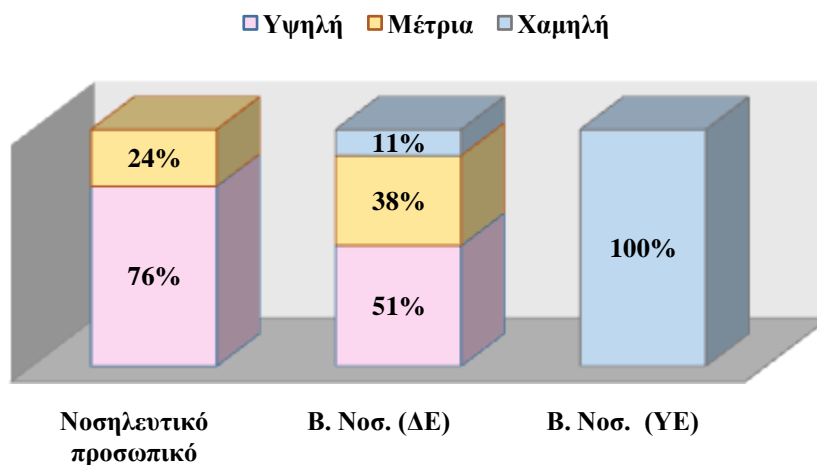 Υψηλή Μέτρια Χαμηλή
24%
76%
11%
38%
51%
100%
Νοσηλευτικό
προσωπικό
Β. Νοσ. (ΔΕ)
Β. Νοσ. (ΥΕ)